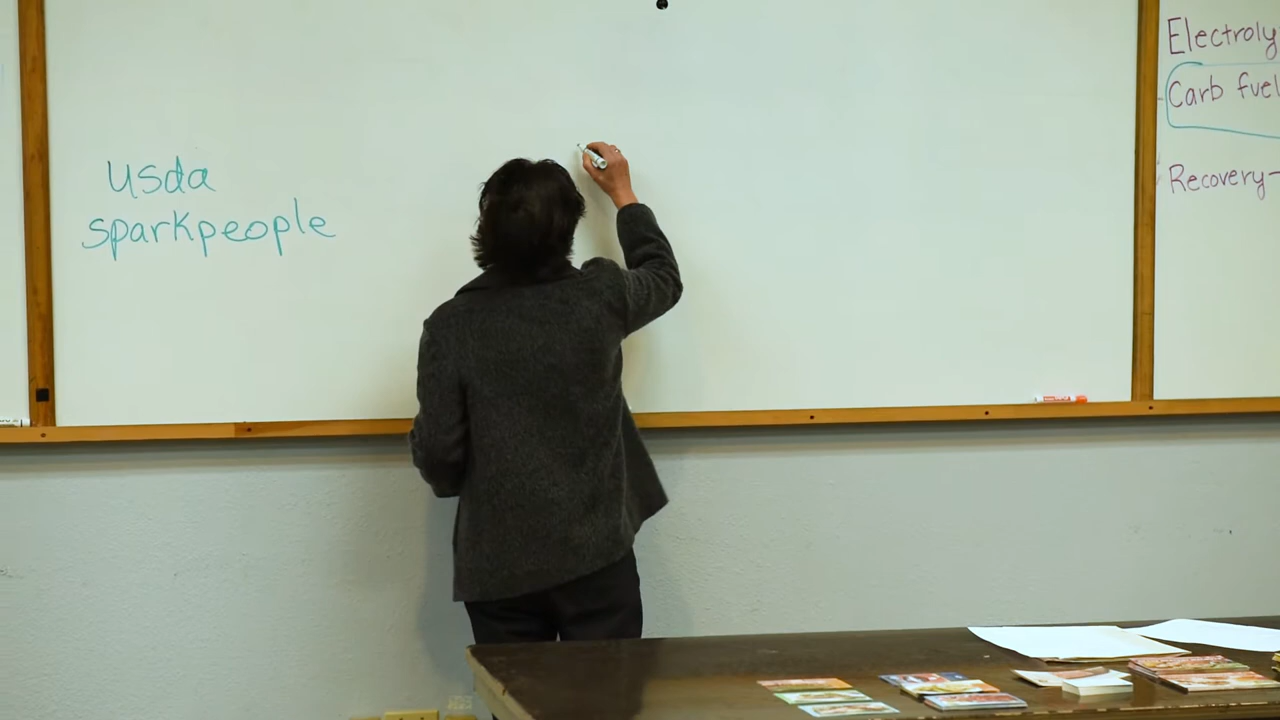 usda
sparkpeople
Electroly
Carb fuel
Recovery-